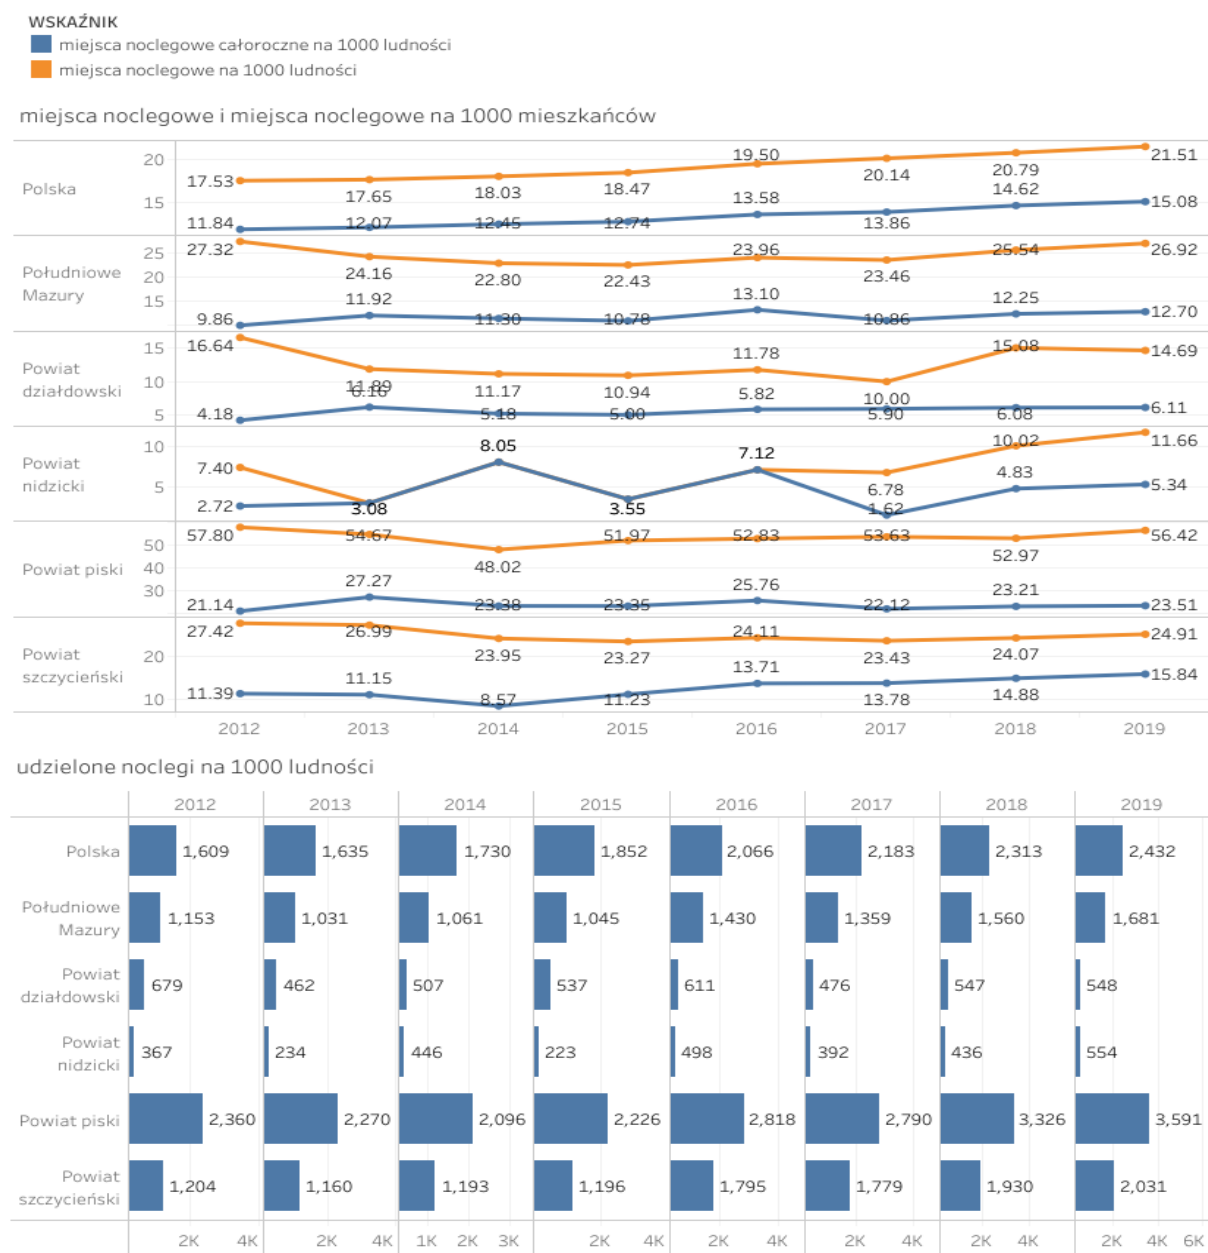 WSKAŹNIK
miejsca noclegowe całoroczne na 1000 ludności
miejsca noclegowe na 1000 ludności
miejsca noclegowe i miejsca noclegowe na 1000 mieszkańców
Polska
20
15
17.53 17.65 18.03 18.47 19.50 20.14 20.79 21.51
11.84 12.07 12.45 12.74 13.58 13.86 14.62 15.08
Południowe
Mazury
25
20
15
27.32 24.16 22.80 22.43 23.96 23.46 25.54 26.92
9.86 11.92 11.30 10.78 13.10 10.86 12.25 12.70
Powiat
działdowski
15
10
5
16.64 11.89 11.17 10.94 11.78 10.00 15.08 14.69
4.18 6.16 5.18 5.00 5.82 5.90 6.08 6.11
Powiat
nidzicki
10
5
7.40 3.08 8.05 3.55 7.12 6.78 10.02 11.66
2.72 1.62 4.83 5.34
Powiat piski
50
40
30
57.80 54.67 48.02 51.97 52.83 53.63 52.97 56.42
21.14 27.27 23.38 23.35 25.76 22.12 23.21 23.51
Powiat
szczycieński
20
10
27.42 26.99 23.95 23.27 24.11 23.43 24.07 24.91
11.39 11.15 8.57 11.23 13.71 13.78 14.88 15.84
2012 2013 2014 2015 2016 2017 2018 2019
udzielone noclegi na 1000 ludności
2012 2013 2014 2015 2016 2017 2018 2019
Polska 1,609 1,635 1,730 1,852 2,066 2,183 2,313 2,432
Południowe
Mazury 1,153 1,031 1,061 1,045 1,430 1,359 1,560 1,681
Powiat
działdowski 679 462 507 537 611 476 547 548
Powiat
nidzicki 367 234 446 223 498 392 436 554
Powiat piski 2,360 2,270 2,096 2,226 2,818 2,790 3,326 3,591
Powiat
szczycieński 1,204 1,160 1,193 1,196 1,795 1,779 1,930 2,031
2K 4K 2K 4K 1K 2K 3K 2K 4K 2K 4K 2K 4K 2K 4K 2K 4K 6K